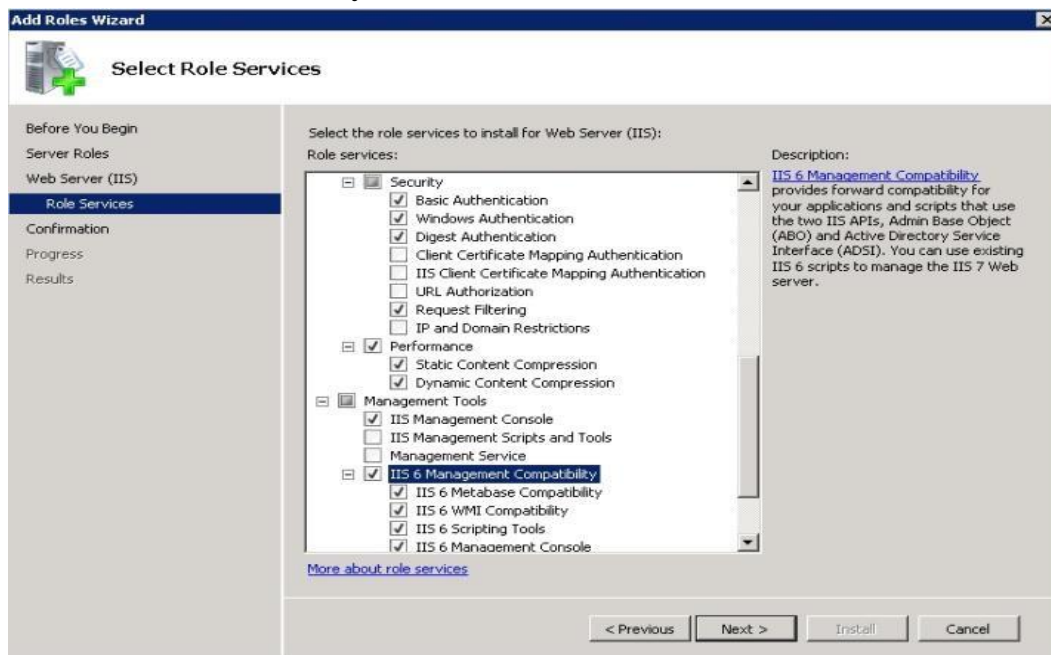 Add Roles Wizard
Select Role Services
Before You Begin
Server Roles
Web Server (IIS)
Role Services
Confirmation
Progress
Results
Select the role services to install for Web Server (IIS):
Role services:
Security
Basic Authentication
Windows Authentication
Digest Authentication
Client Certificate Mapping Authentication
IIS Client Certificate Mapping Authentication
URL Authorization
Request Filtering
IP and Domain Restrictions
Performance
Static Content Compression
Dynamic Content Compression
Management Tools
IIS Management Console
IIS Management Scripts and Tools
Management Service
IIS 6 Management Compatibility
IIS 6 Metabase Compatibility
IIS 6 WMI Compatibility
IIS 6 Scripting Tools
IIS 6 Management Console
More about role services
Description:
IIS 6 Management Compatibility
provides forward compatibility for
your applications and scripts that use
the two IIS APIs, Admin Base Object
(ABO) and Active Directory Service
Interface (ADSI). You can use existing
IIS 6 scripts to manage the IIS 7 Web
server.
< Previous
Next >
Install
Cancel